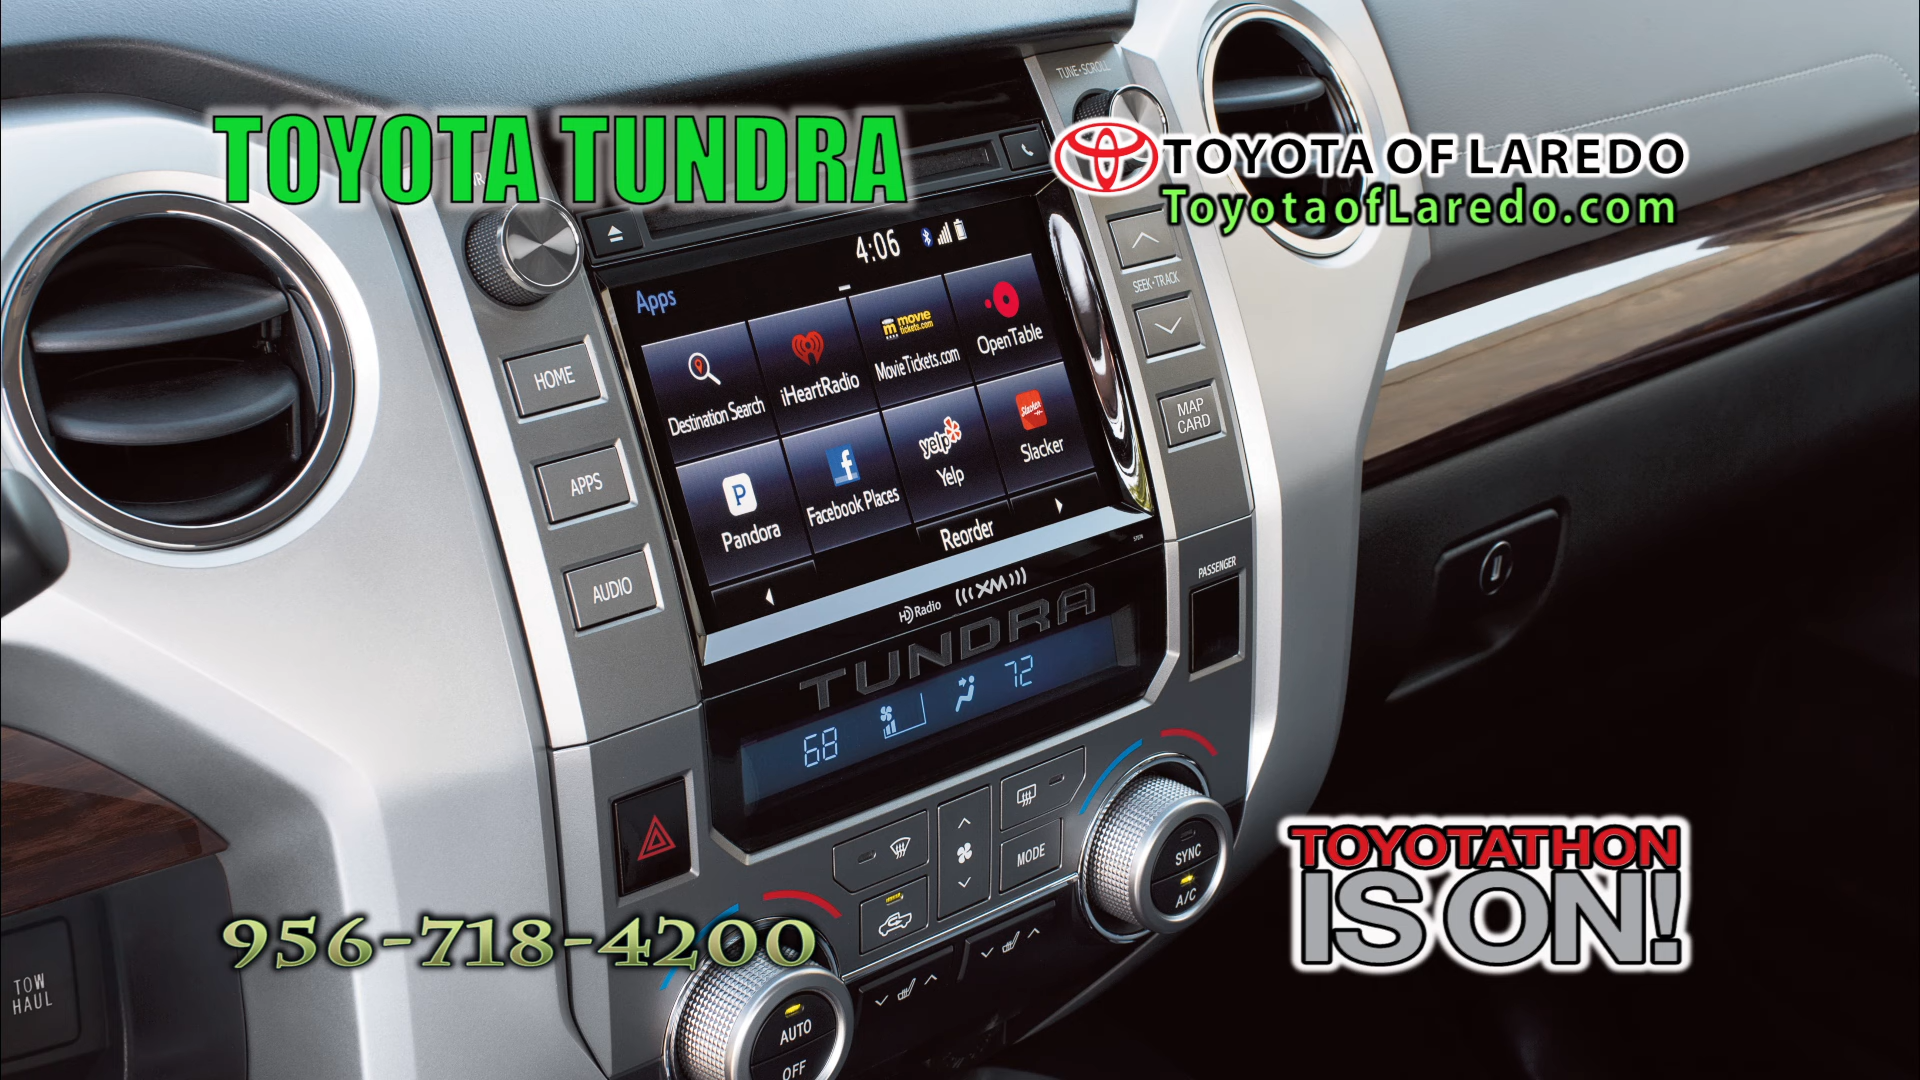 TUNE•SCROLL
TOYOTA TUNDRA
TOYOTA OF LAREDO
ToyotaofLaredo.com
4:06
Apps
SEEK•TRACK
HOME
Destination Search
iHeartRadio
movie
tickets.com
MovieTickets.com
OpenTable
MAP
CARD
APPS
P
Pandora
f
Facebook Places
yelp
Yelp
Slacker
Slacker
Reorder
AUDIO
HD Radio
XM
PASSENGER
TUNDRA
68
72
MODE
SYNC
A/C
TOYOTATHON
IS ON!
956-718-4200
TOW
HAUL
AUTO
OFF